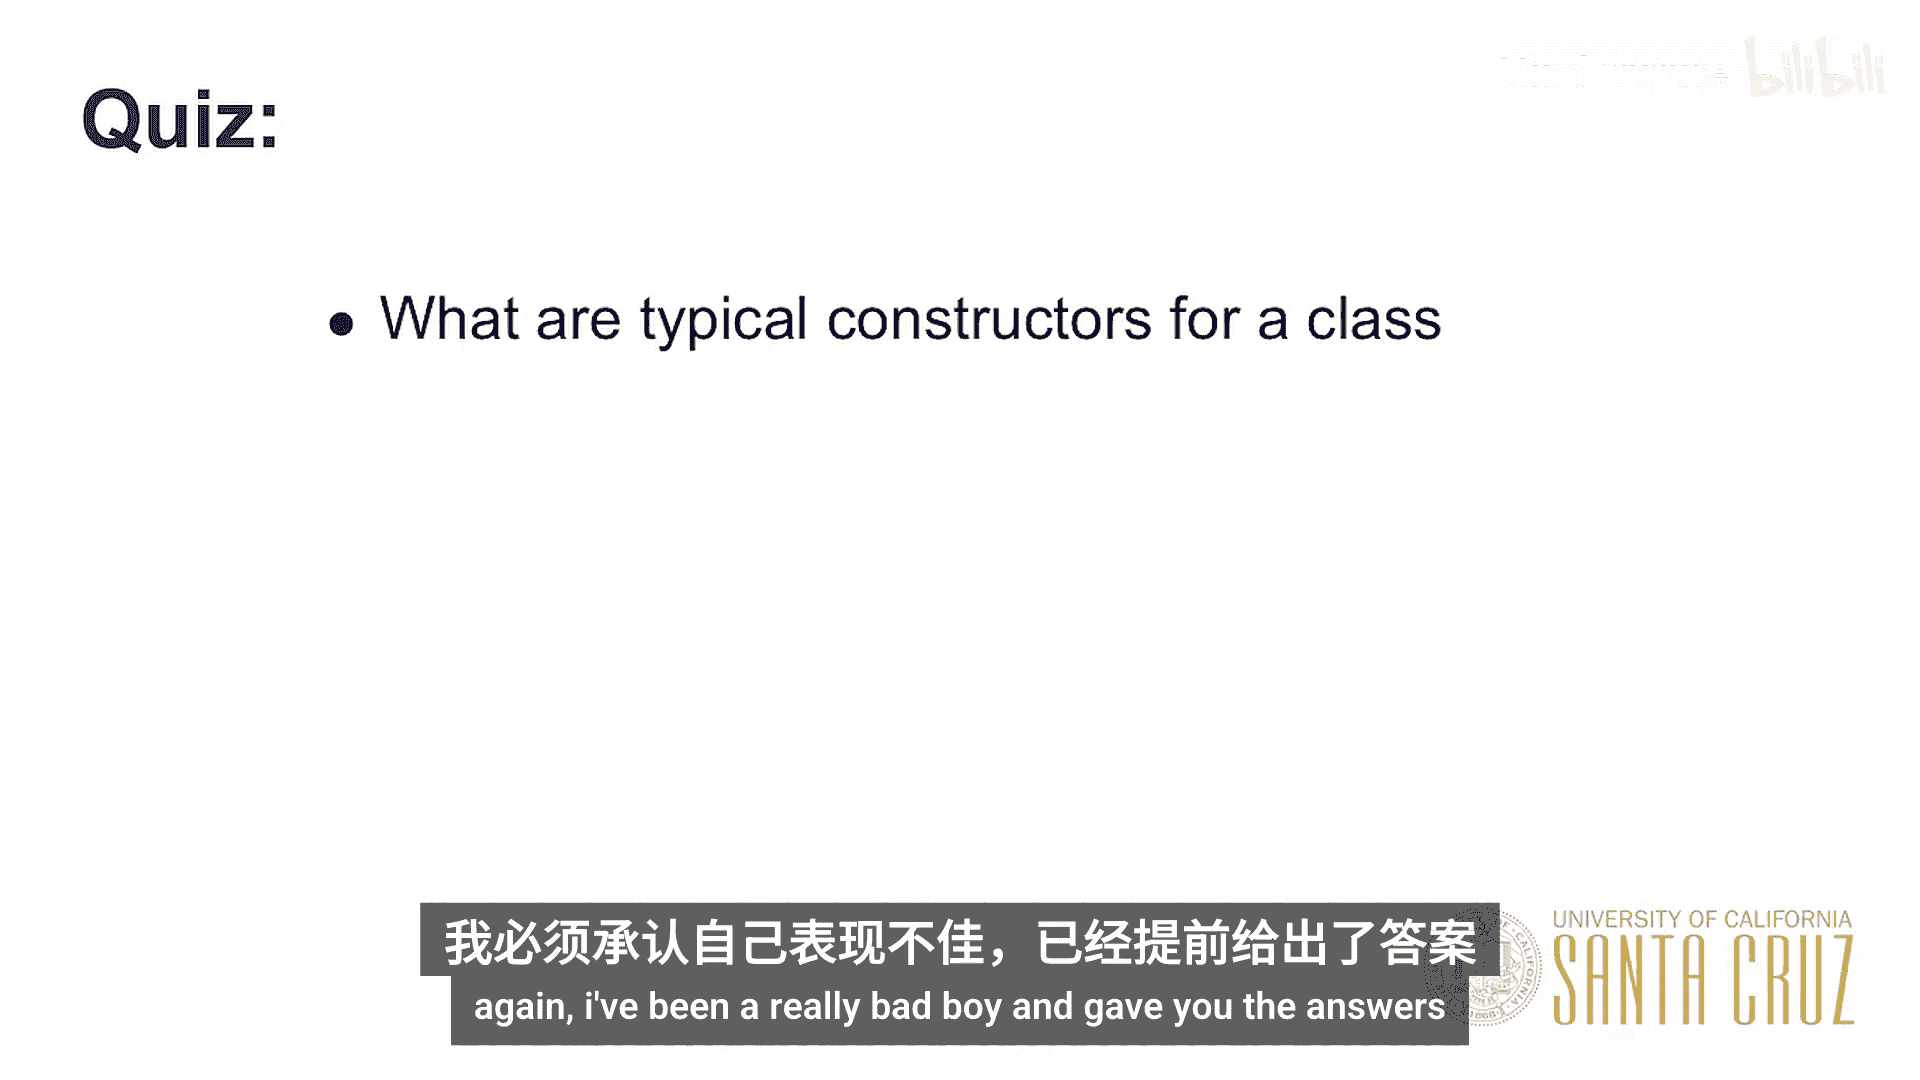 bilibili
Quiz:
• What are typical constructors for a class
我必须承认自己表现不佳，已经提前给出了答案
again, i've been a really bad boy and gave you the answers
UNIVERSITY OF CALIFORNIA
SANTA CRUZ
1868